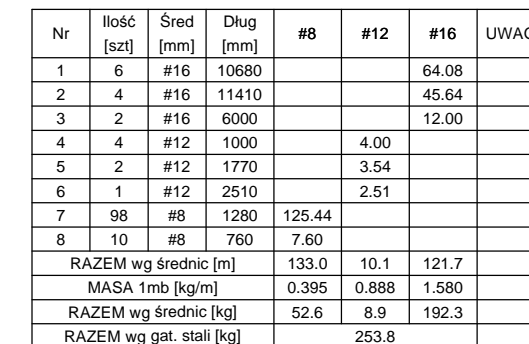 Nr Ilość [szt] Śred [mm] Dług [mm] #8 #12 #16
1 6 #16 10680 64.08
2 4 #16 11410 45.64
3 2 #16 6000 12.00
4 4 #12 1000 4.00
5 2 #12 1770 3.54
6 1 #12 2510 2.51
7 98 #8 1280 125.44
8 10 #8 760 7.60
RAZEM wg średnic [m] 133.0 10.1 121.7
MASA 1mb [kg/m] 0.395 0.888 1.580
RAZEM wg średnic [kg] 52.6 8.9 192.3
RAZEM wg gat. stali [kg] 253.8